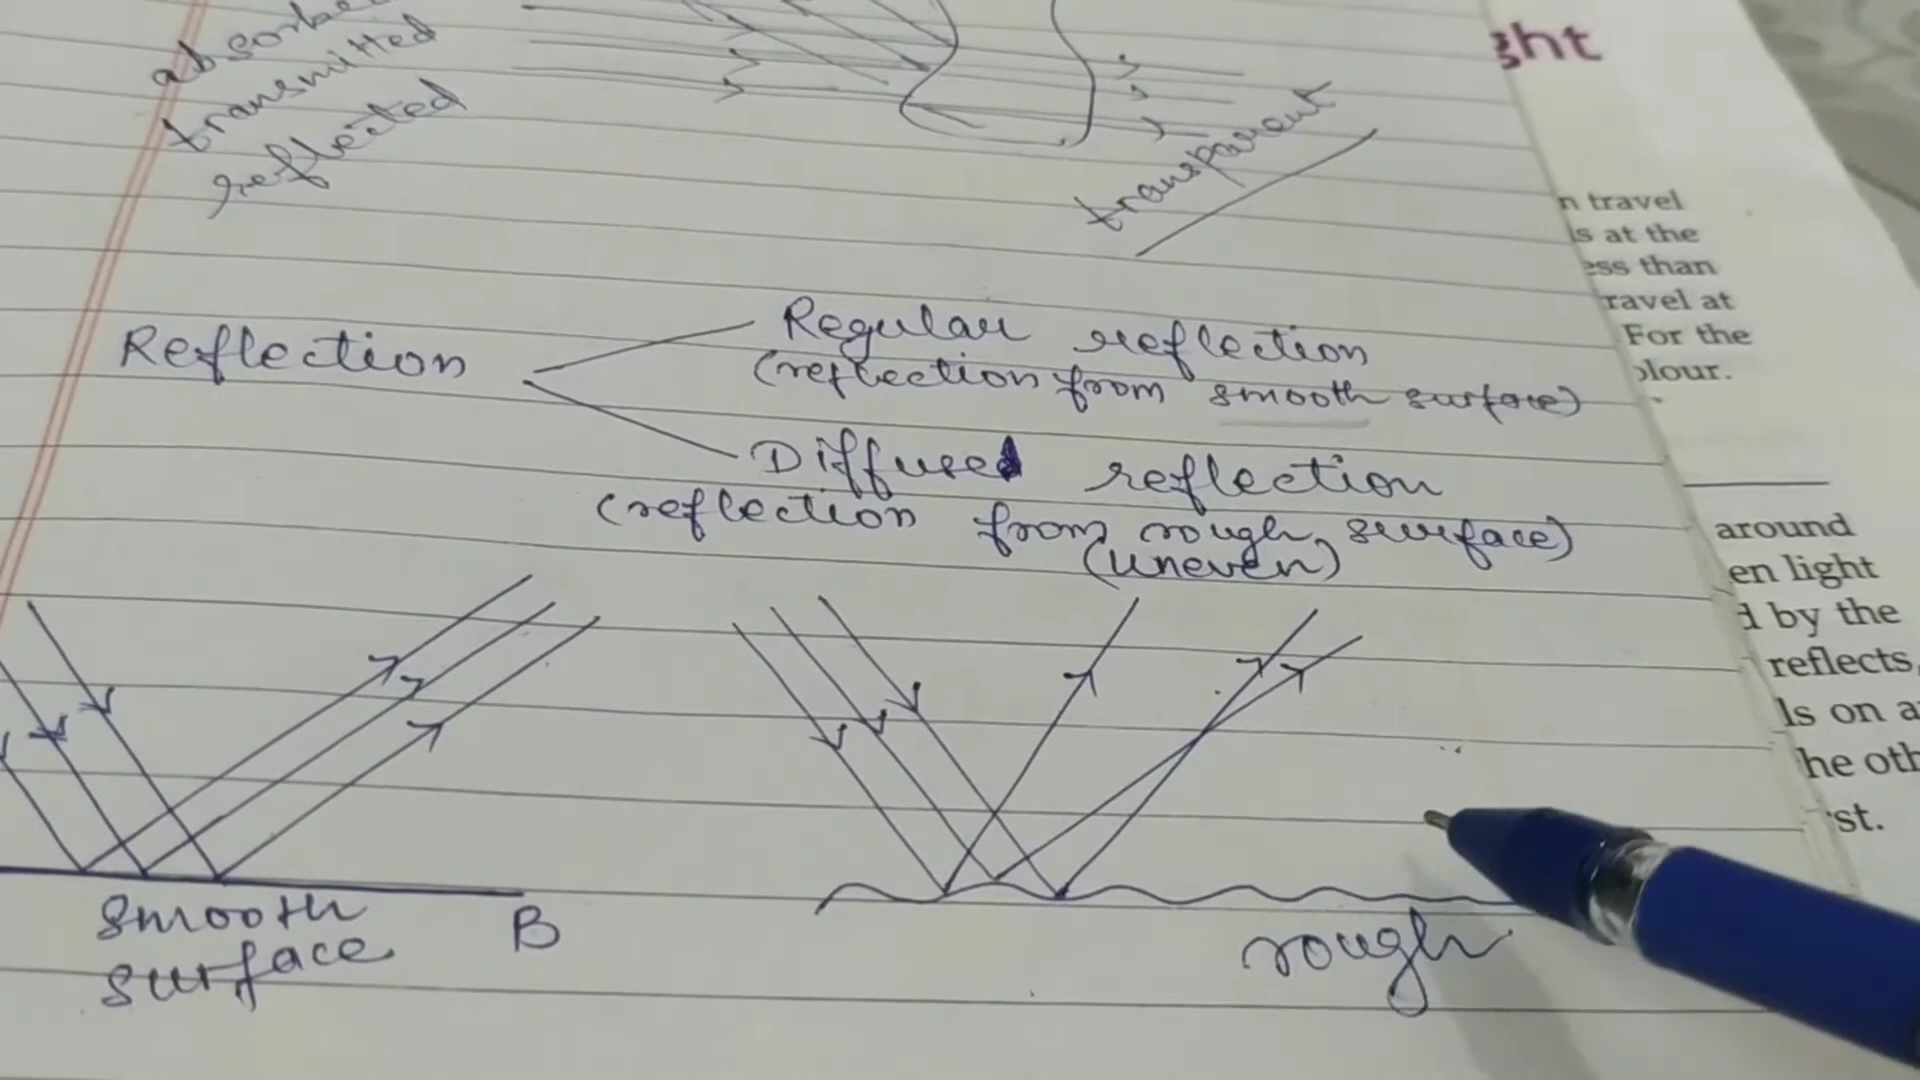 transmitted
reflected
transparent
Reflection
Regular reflection
(reflection from smooth surface)
Diffused reflection
(reflection from rough surface)
(uneven)
smooth
surface
B
rough
ght
n travel
s at the
ess than
ravel at
For the
olour.
around
en light
d by the
reflects,
ls on a
he oth
st.